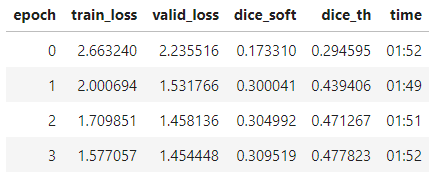 epoch train_loss valid_loss dice_soft dice_th time
0 2.663240 2.235516 0.173310 0.294595 01:52
1 2.000694 1.531766 0.300041 0.439406 01:49
2 1.709851 1.458136 0.304992 0.471267 01:51
3 1.577057 1.454448 0.309519 0.477823 01:52